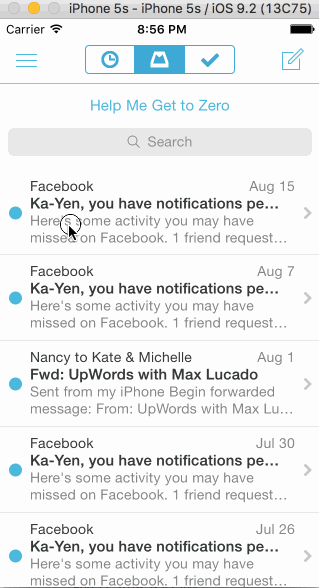 iPhone 5s - iPhone 5s / iOS 9.2 (13C75)
Carrier 8:56 PM
Help Me Get to Zero
Search
Facebook Aug 15
Ka-Yen, you have notifications pe...
Here's some activity you may have
missed on Facebook. 1 friend request...
Facebook Aug 7
Ka-Yen, you have notifications pe...
Here's some activity you may have
missed on Facebook. 1 friend request...
Nancy to Kate & Michelle Aug 1
Fwd: UpWords with Max Lucado
Sent from my iPhone Begin forwarded
message: From: UpWords with Max Lu...
Facebook Jul 30
Ka-Yen, you have notifications pe...
Here's some activity you may have
missed on Facebook. 1 friend request...
Facebook Jul 26
Ka-Yen, you have notifications pe...
Here's some activity you may have
missed on Facebook. 1 friend request...